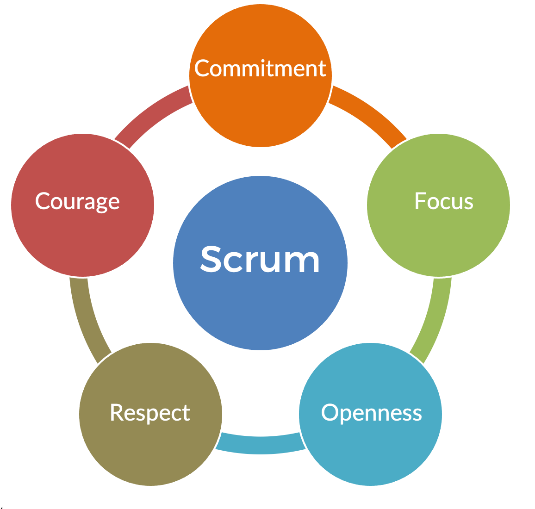 Commitment
Courage
Focus
Scrum
Respect
Openness